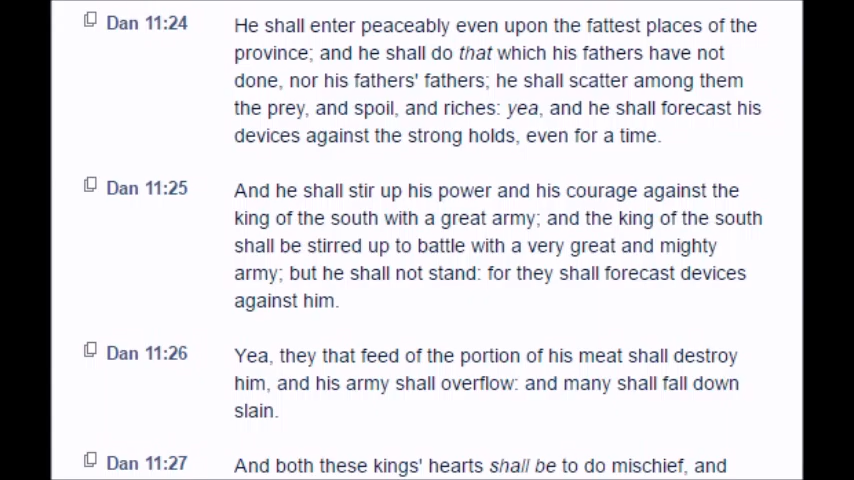 Dan 11:24 He shall enter peaceably even upon the fattest places of the
province; and he shall do that which his fathers have not
done, nor his fathers' fathers; he shall scatter among them
the prey, and spoil, and riches: yea, and he shall forecast his
devices against the strong holds, even for a time.
Dan 11:25 And he shall stir up his power and his courage against the
king of the south with a great army; and the king of the south
shall be stirred up to battle with a very great and mighty
army; but he shall not stand: for they shall forecast devices
against him.
Dan 11:26 Yea, they that feed of the portion of his meat shall destroy
him, and his army shall overflow: and many shall fall down
slain.
Dan 11:27 And both these kings' hearts shall be to do mischief, and